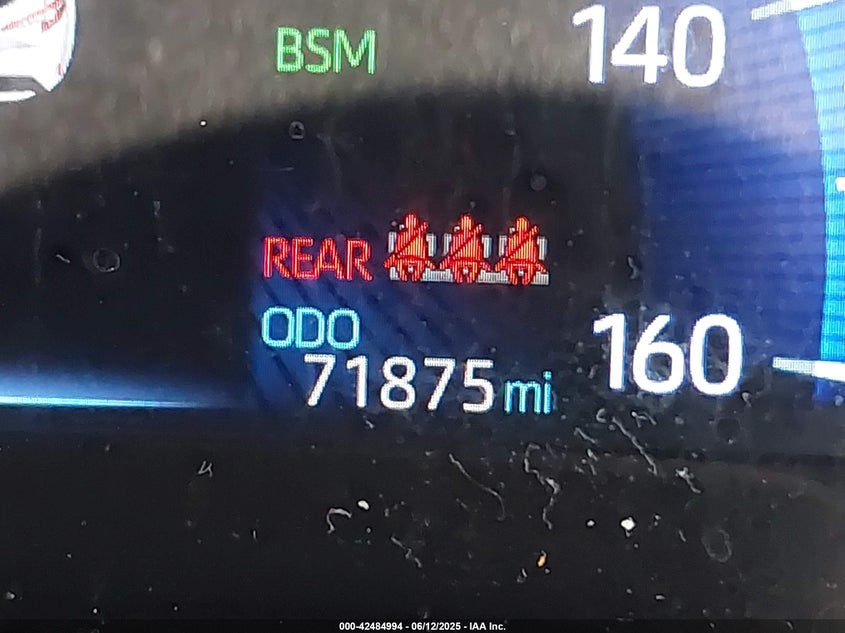 BSM
140
REAR
ODO
160
71875 mi
000-42484994 - 06/12/2025 - IAA Inc.